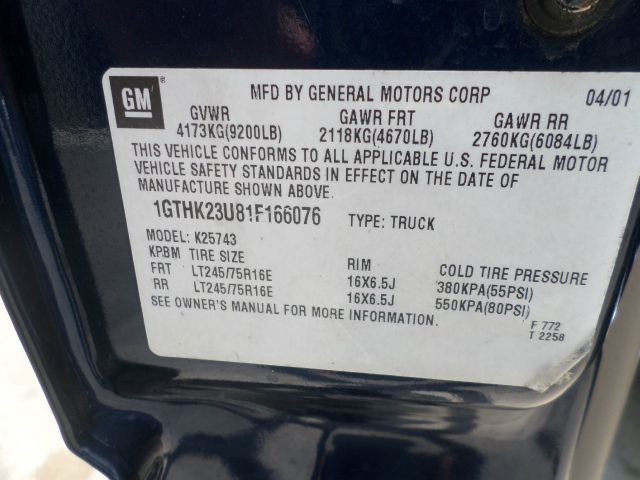 GM ®
MFD BY GENERAL MOTORS CORP 04/01
GVWR GAWR FRT GAWR RR
4173KG(9200LB) 2118KG(4670LB) 2760KG(6084LB)
THIS VEHICLE CONFORMS TO ALL APPLICABLE U.S. FEDERAL MOTOR
VEHICLE SAFETY STANDARDS IN EFFECT ON THE DATE OF
MANUFACTURE SHOWN ABOVE.
1GTHK23U81F166076 TYPE: TRUCK
MODEL: K25743
KPBM TIRE SIZE RIM COLD TIRE PRESSURE
FRT LT245/75R16E 16X6.5J 380KPA(55PSI)
RR LT245/75R16E 16X6.5J 550KPA(80PSI)
SEE OWNER'S MANUAL FOR MORE INFORMATION.
F 772
T 2258